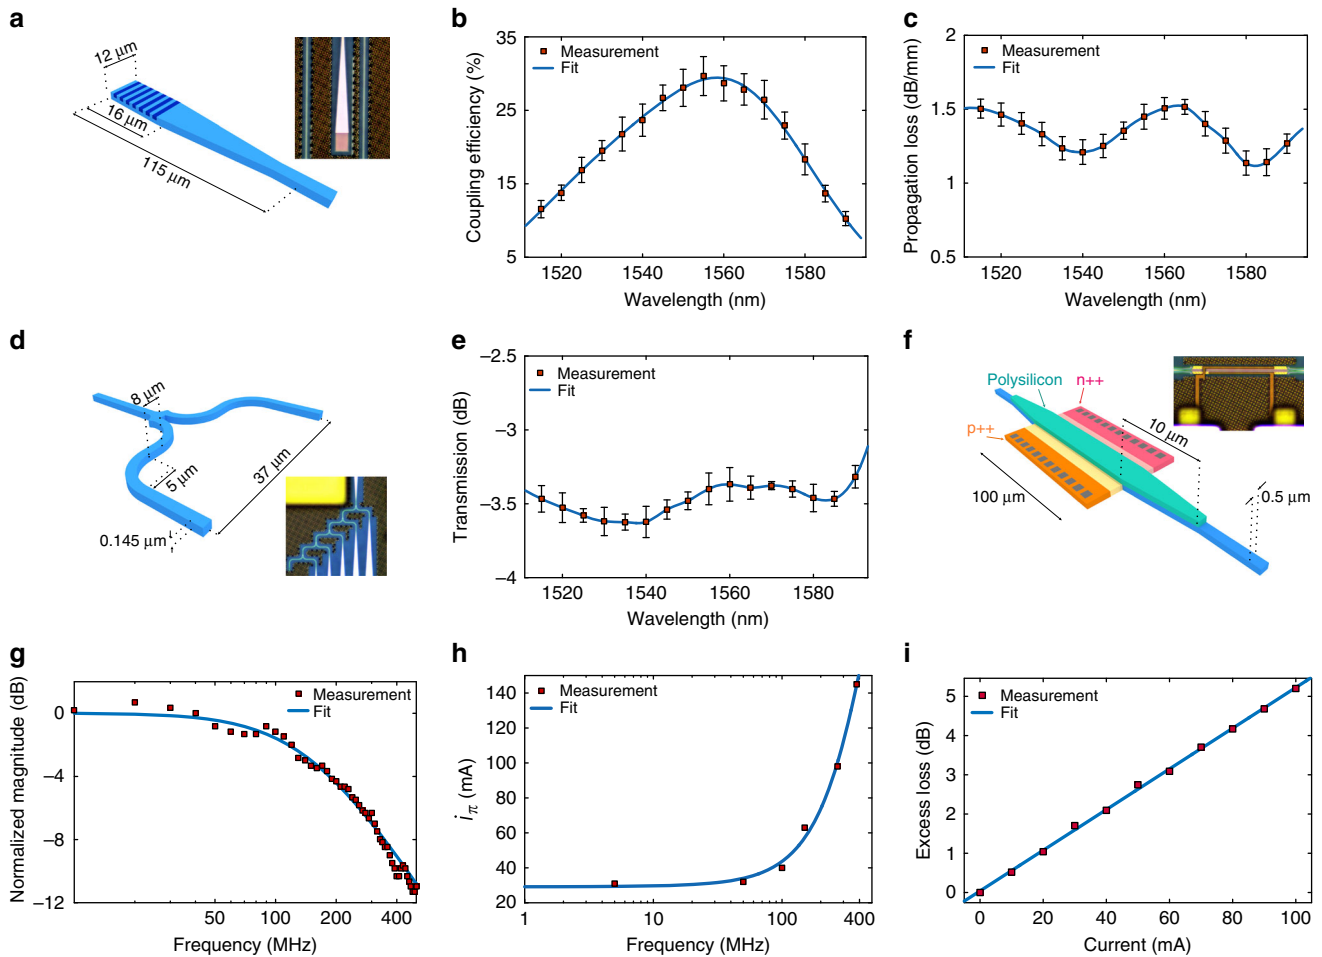 a
12 μm
16 μm
115 μm
b
Coupling efficiency (%)
35
25
15
5
Measurement
Fit
1520
1540
1560
1580
Wavelength (nm)
c
Propagation loss (dB/mm)
2
1.5
1
0.5
Measurement
Fit
1520
1540
1560
1580
Wavelength (nm)
d
8 μm
5 μm
37 μm
0.145 μm
e
Transmission (dB)
−2.5
−3
−3.5
−4
Measurement
Fit
1520
1540
1560
1580
Wavelength (nm)
f
Polysilicon
n++
p++
10 μm
100 μm
0.5 μm
g
Normalized magnitude (dB)
0
−4
−8
−12
Measurement
Fit
50
100
200
400
Frequency (MHz)
h
iπ (mA)
140
120
100
80
60
40
20
Measurement
Fit
1
10
100
400
Frequency (MHz)
i
Excess loss (dB)
5
4
3
2
1
0
Measurement
Fit
0
20
40
60
80
100
Current (mA)